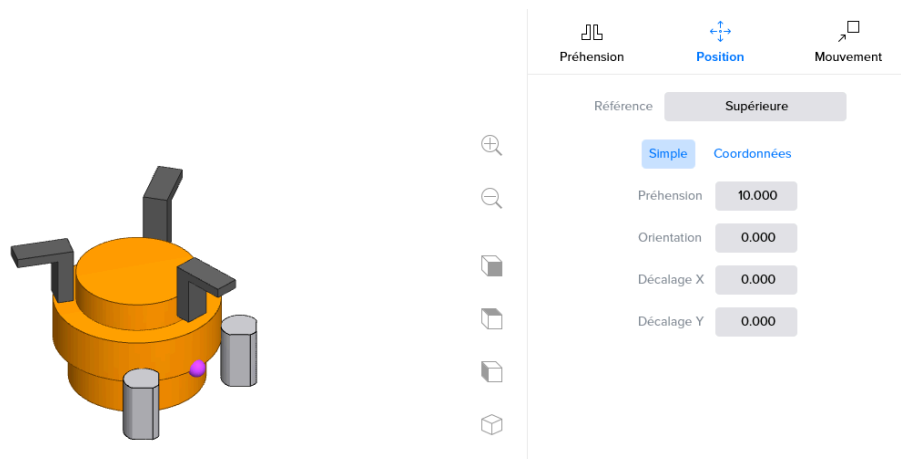 Préhension Position Mouvement
Référence Supérieure
Simple Coordonnées
Préhension 10.000
Orientation 0.000
Décalage X 0.000
Décalage Y 0.000